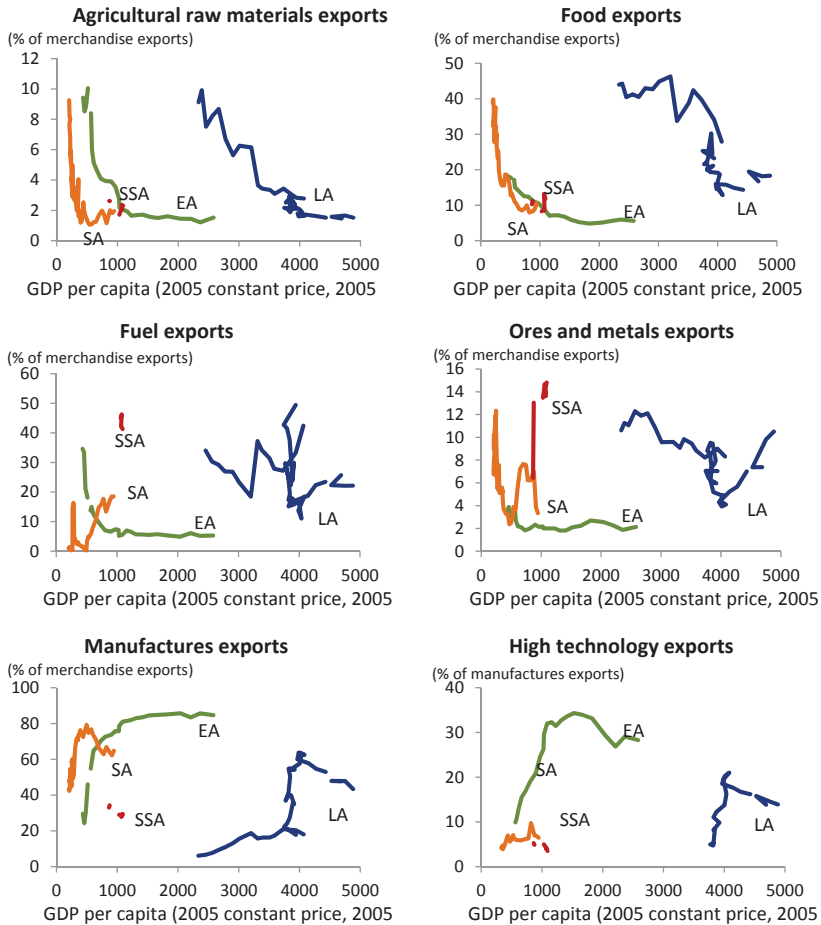 Agricultural raw materials exports
(% of merchandise exports)
12
10
8
6
4
2
0
SA
SSA
EA
LA
0 1000 2000 3000 4000 5000
GDP per capita (2005 constant price, 2005
Food exports
(% of merchandise exports)
50
40
30
20
10
0
SSA
SA
EA
LA
0 1000 2000 3000 4000 5000
GDP per capita (2005 constant price, 2005
Fuel exports
(% of merchandise exports)
60
50
40
30
20
10
0
SSA
SA
EA
LA
0 1000 2000 3000 4000 5000
GDP per capita (2005 constant price, 2005
Ores and metals exports
(% of merchandise exports)
16
14
12
10
8
6
4
2
0
SSA
SA
EA
LA
0 1000 2000 3000 4000 5000
GDP per capita (2005 constant price, 2005
Manufactures exports
(% of merchandise exports)
100
80
60
40
20
0
EA
SA
SSA
LA
0 1000 2000 3000 4000 5000
GDP per capita (2005 constant price, 2005
High technology exports
(% of manufactures exports)
40
30
20
10
0
EA
SA
SSA
LA
0 1000 2000 3000 4000 5000
GDP per capita (2005 constant price, 2005